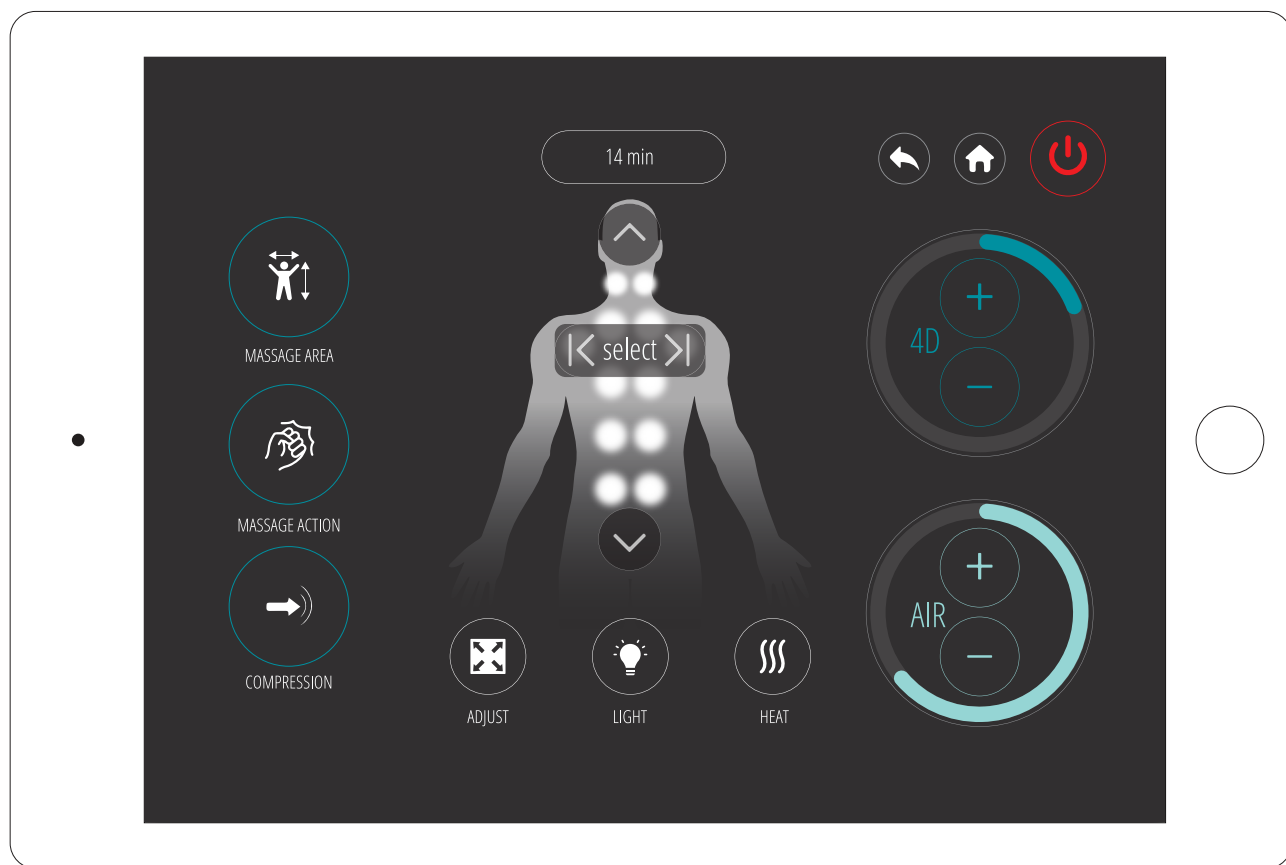 14 min
MASSAGE AREA
select
4D
MASSAGE ACTION
COMPRESSION
AIR
ADJUST
LIGHT
HEAT